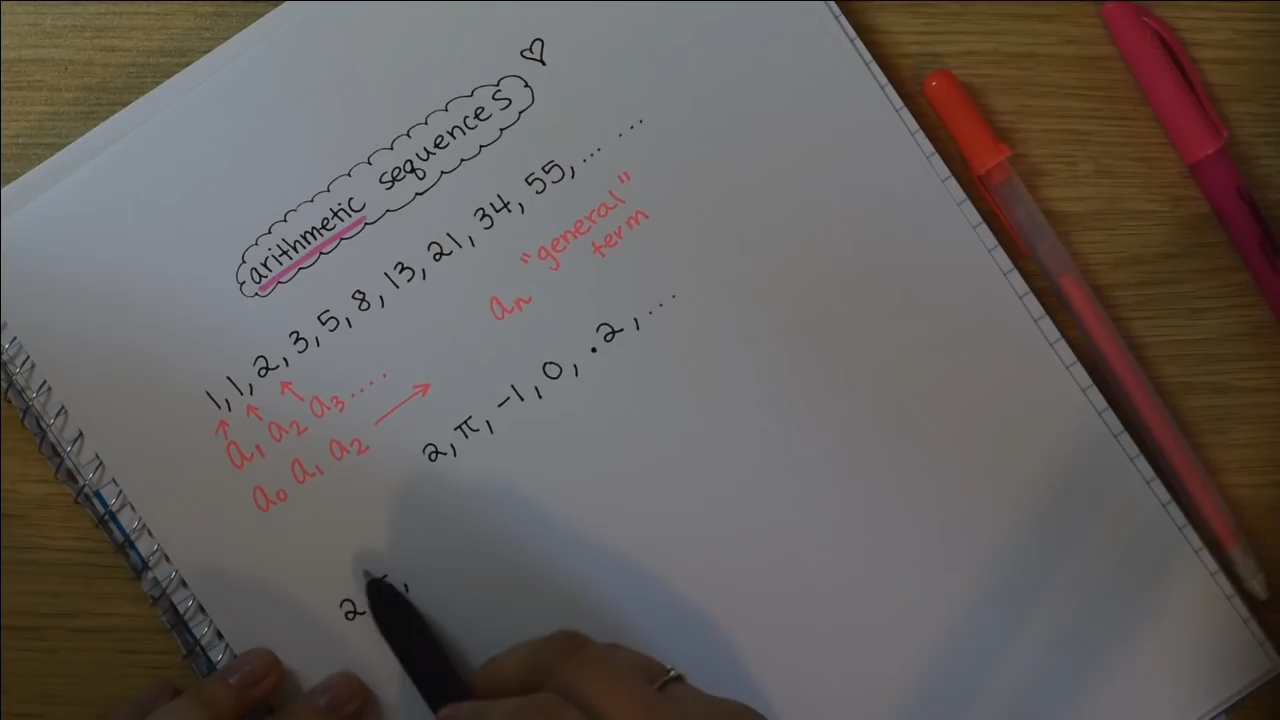 arithmetic sequences
1, 1, 2, 3, 5, 8, 13, 21, 34, 55, ... ...
a₁ a₂ a₃ ....
a₀ a₁ a₂
aₙ "general" term
2, π, -1, 0, .2, ...
2